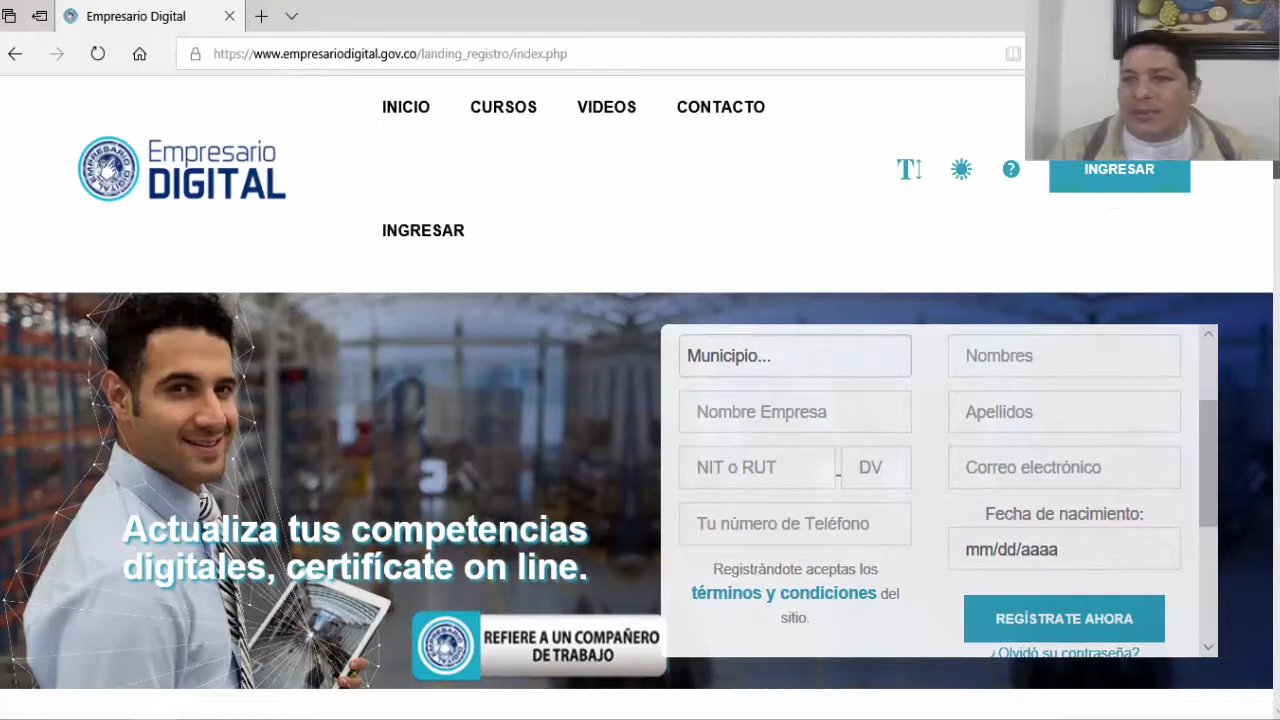 Empresario Digital
https://www.empresariodigital.gov.co/landing_registro/index.php
INICIO CURSOS VIDEOS CONTACTO
EMPRESARIO DIGITAL
Empresario
DIGITAL
INGRESAR
INGRESAR
Municipio...
Nombres
Nombre Empresa
Apellidos
NIT o RUT - DV
Correo electrónico
Tu número de Teléfono
Fecha de nacimiento:
mm/dd/aaaa
Registrándote aceptas los
términos y condiciones del
sitio.
REGÍSTRATE AHORA
¿Olvidó su contraseña?
Actualiza tus competencias
digitales, certifícate on line.
REFIERE A UN COMPAÑERO
DE TRABAJO